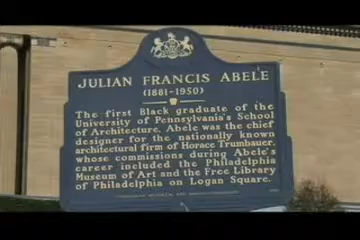 JULIAN FRANCIS ABELE
(1881-1950)
The first Black graduate of the
University of Pennsylvania's School
of Architecture, Abele was the chief
designer for the nationally known
architectural firm of Horace Trumbauer,
whose commissions during Abele's
career included the Philadelphia
Museum of Art and the Free Library
of Philadelphia on Logan Square.